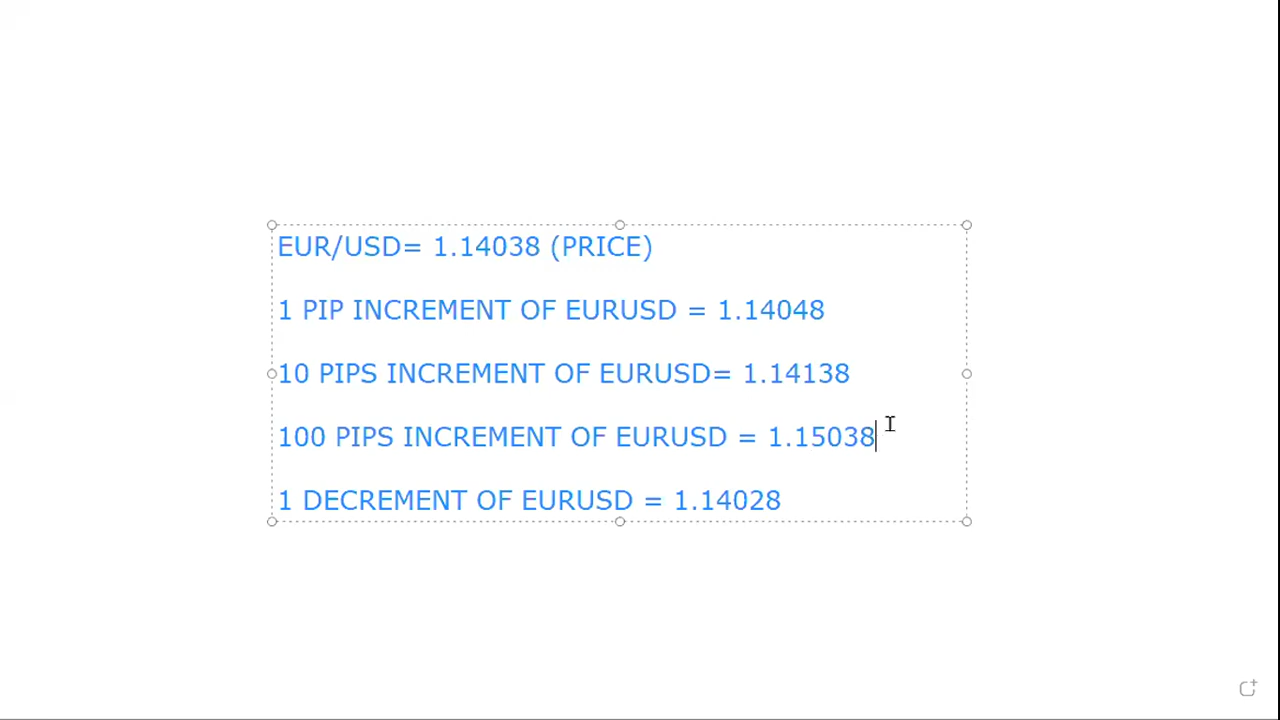 EUR/USD= 1.14038 (PRICE)
1 PIP INCREMENT OF EURUSD = 1.14048
10 PIPS INCREMENT OF EURUSD= 1.14138
100 PIPS INCREMENT OF EURUSD = 1.15038
1 DECREMENT OF EURUSD = 1.14028